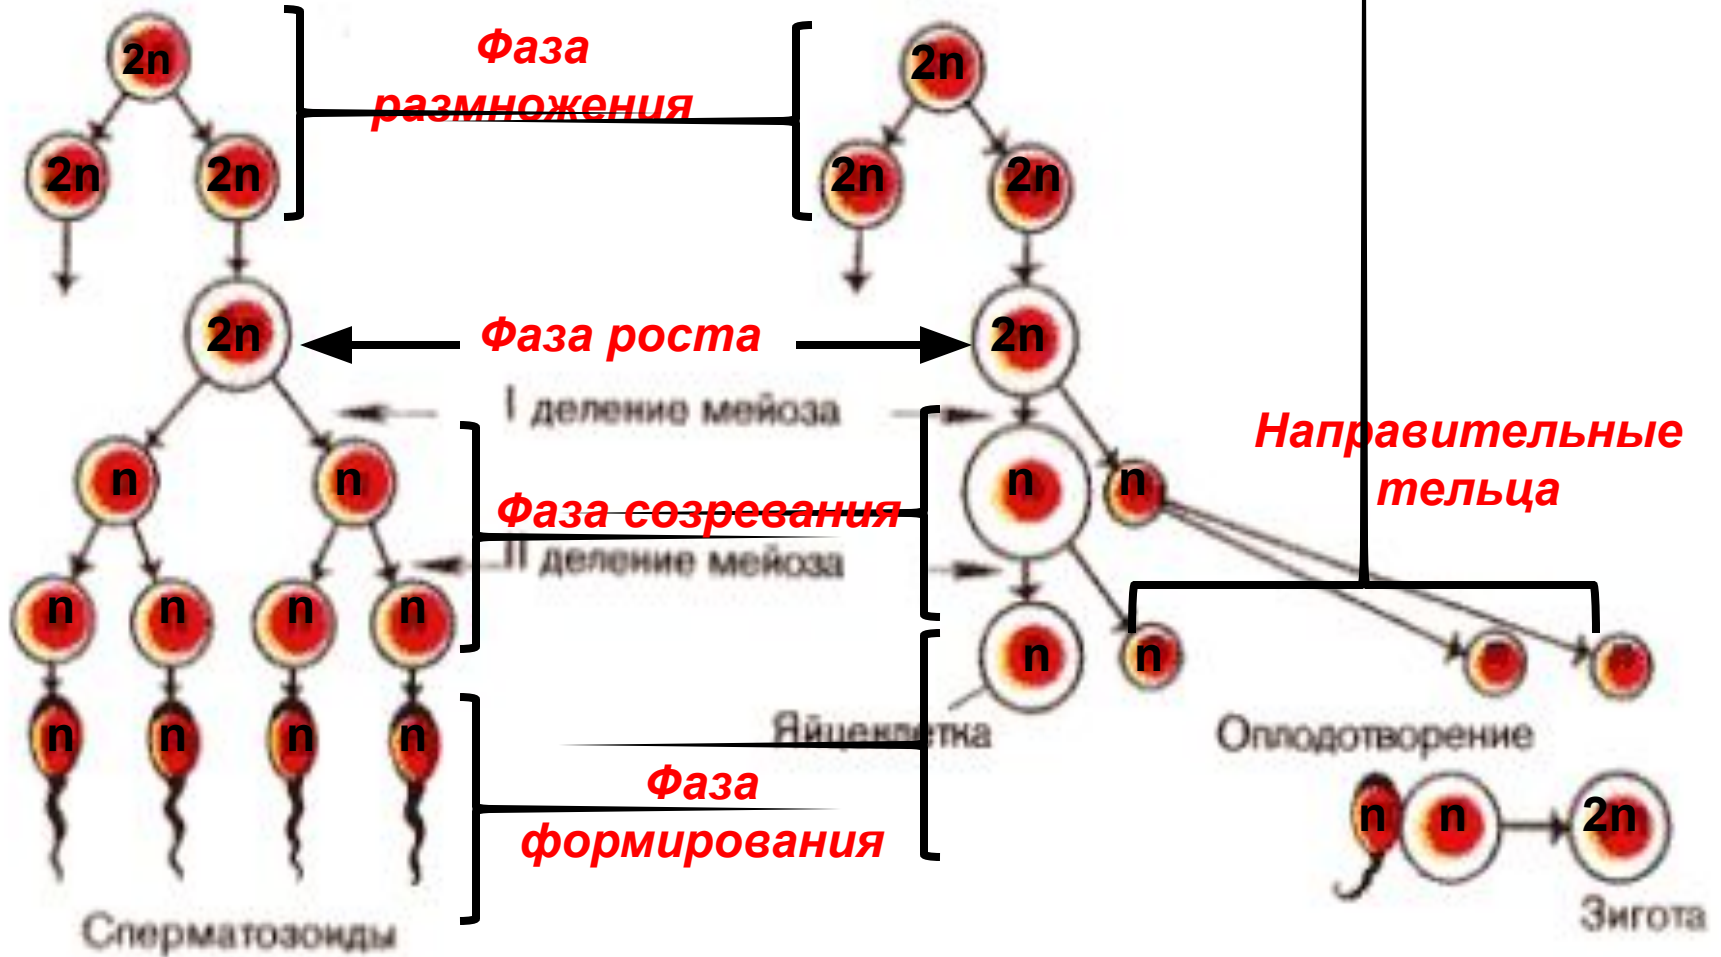 2n
2n
Фаза
размножения
2n
2n
2n
2n
2n
Фаза роста
2n
I деление мейоза
Направительные
тельца
n
n
n
n
Фаза созревания
II деление мейоза
n
n
n
n
n
n
n
n
n
n
Яйцеклетка
Оплодотворение
Фаза
формирования
n
n
2n
Сперматозоиды
Зигота